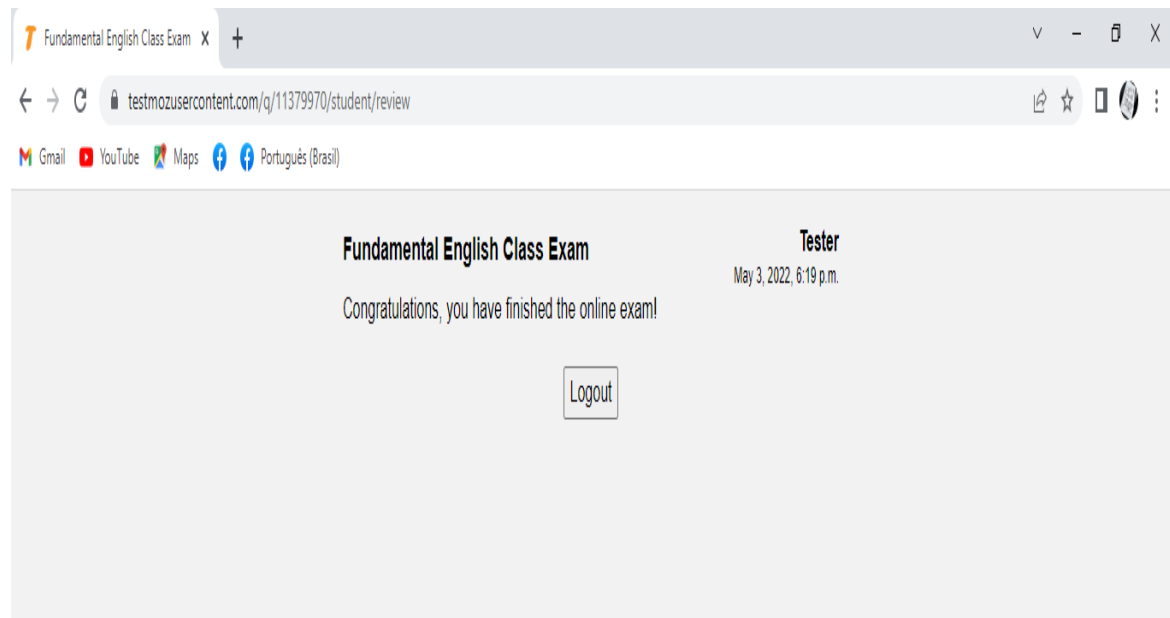 Fundamental English Class Exam
testmozusercontent.com/q/11379970/student/review
Gmail YouTube Maps Português (Brasil)
Fundamental English Class Exam
Tester
May 3, 2022, 6:19 p.m.
Congratulations, you have finished the online exam!
Logout